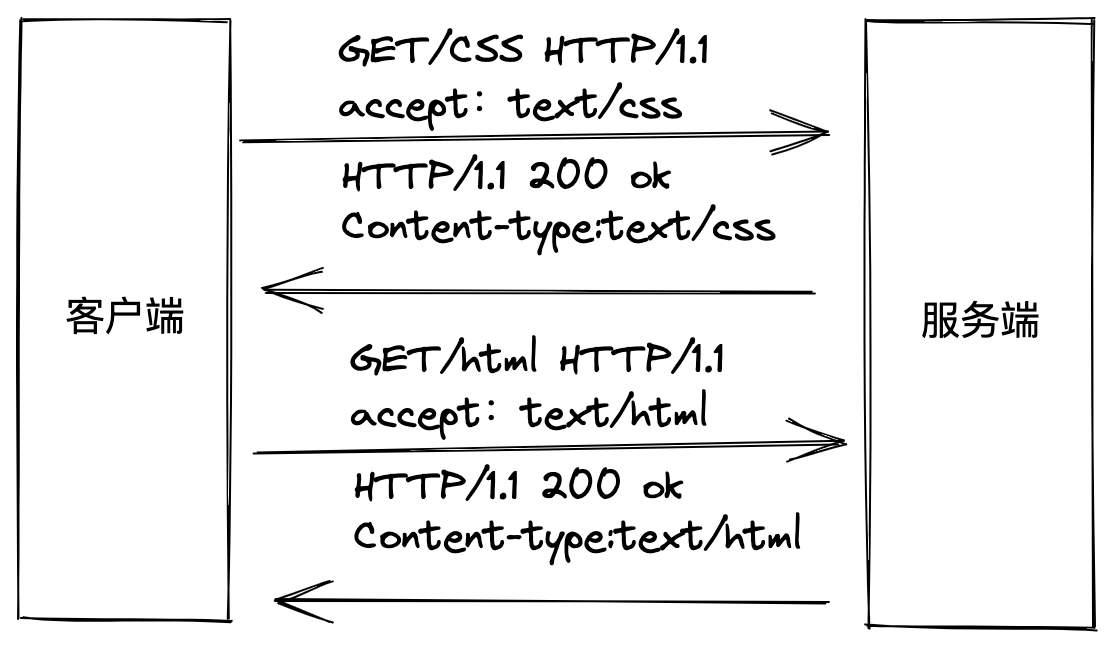 GET/CSS HTTP/1.1
accept: text/css
HTTP/1.1 200 ok
Content-type:text/css
客户端
服务端
GET/html HTTP/1.1
accept: text/html
HTTP/1.1 200 ok
Content-type:text/html